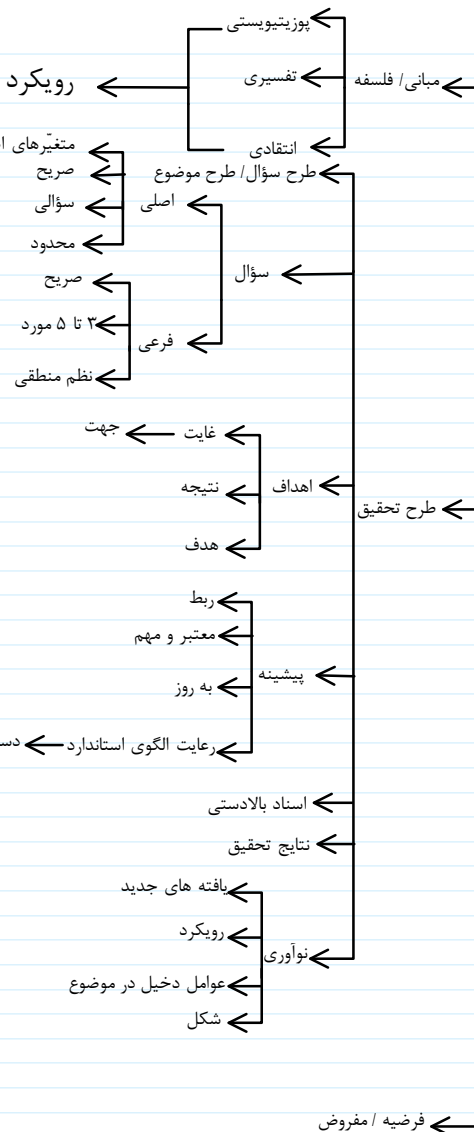 مبانی/ فلسفه
پوزیتیویستی
تفسیری
انتقادی
رویکرد
طرح تحقیق
طرح سؤال/ طرح موضوع
سؤال
اصلی
متغیّرهای
صریح
سؤالی
محدود
فرعی
صریح
۳ تا ۵ مورد
نظم منطقی
اهداف
غایت
جهت
نتیجه
هدف
پیشینه
ربط
معتبر و مهم
به روز
رعایت الگوی استاندارد
اسناد بالادستی
نتایج تحقیق
نوآوری
یافته های جدید
رویکرد
عوامل دخیل در موضوع
شکل
فرضیه / مفروض